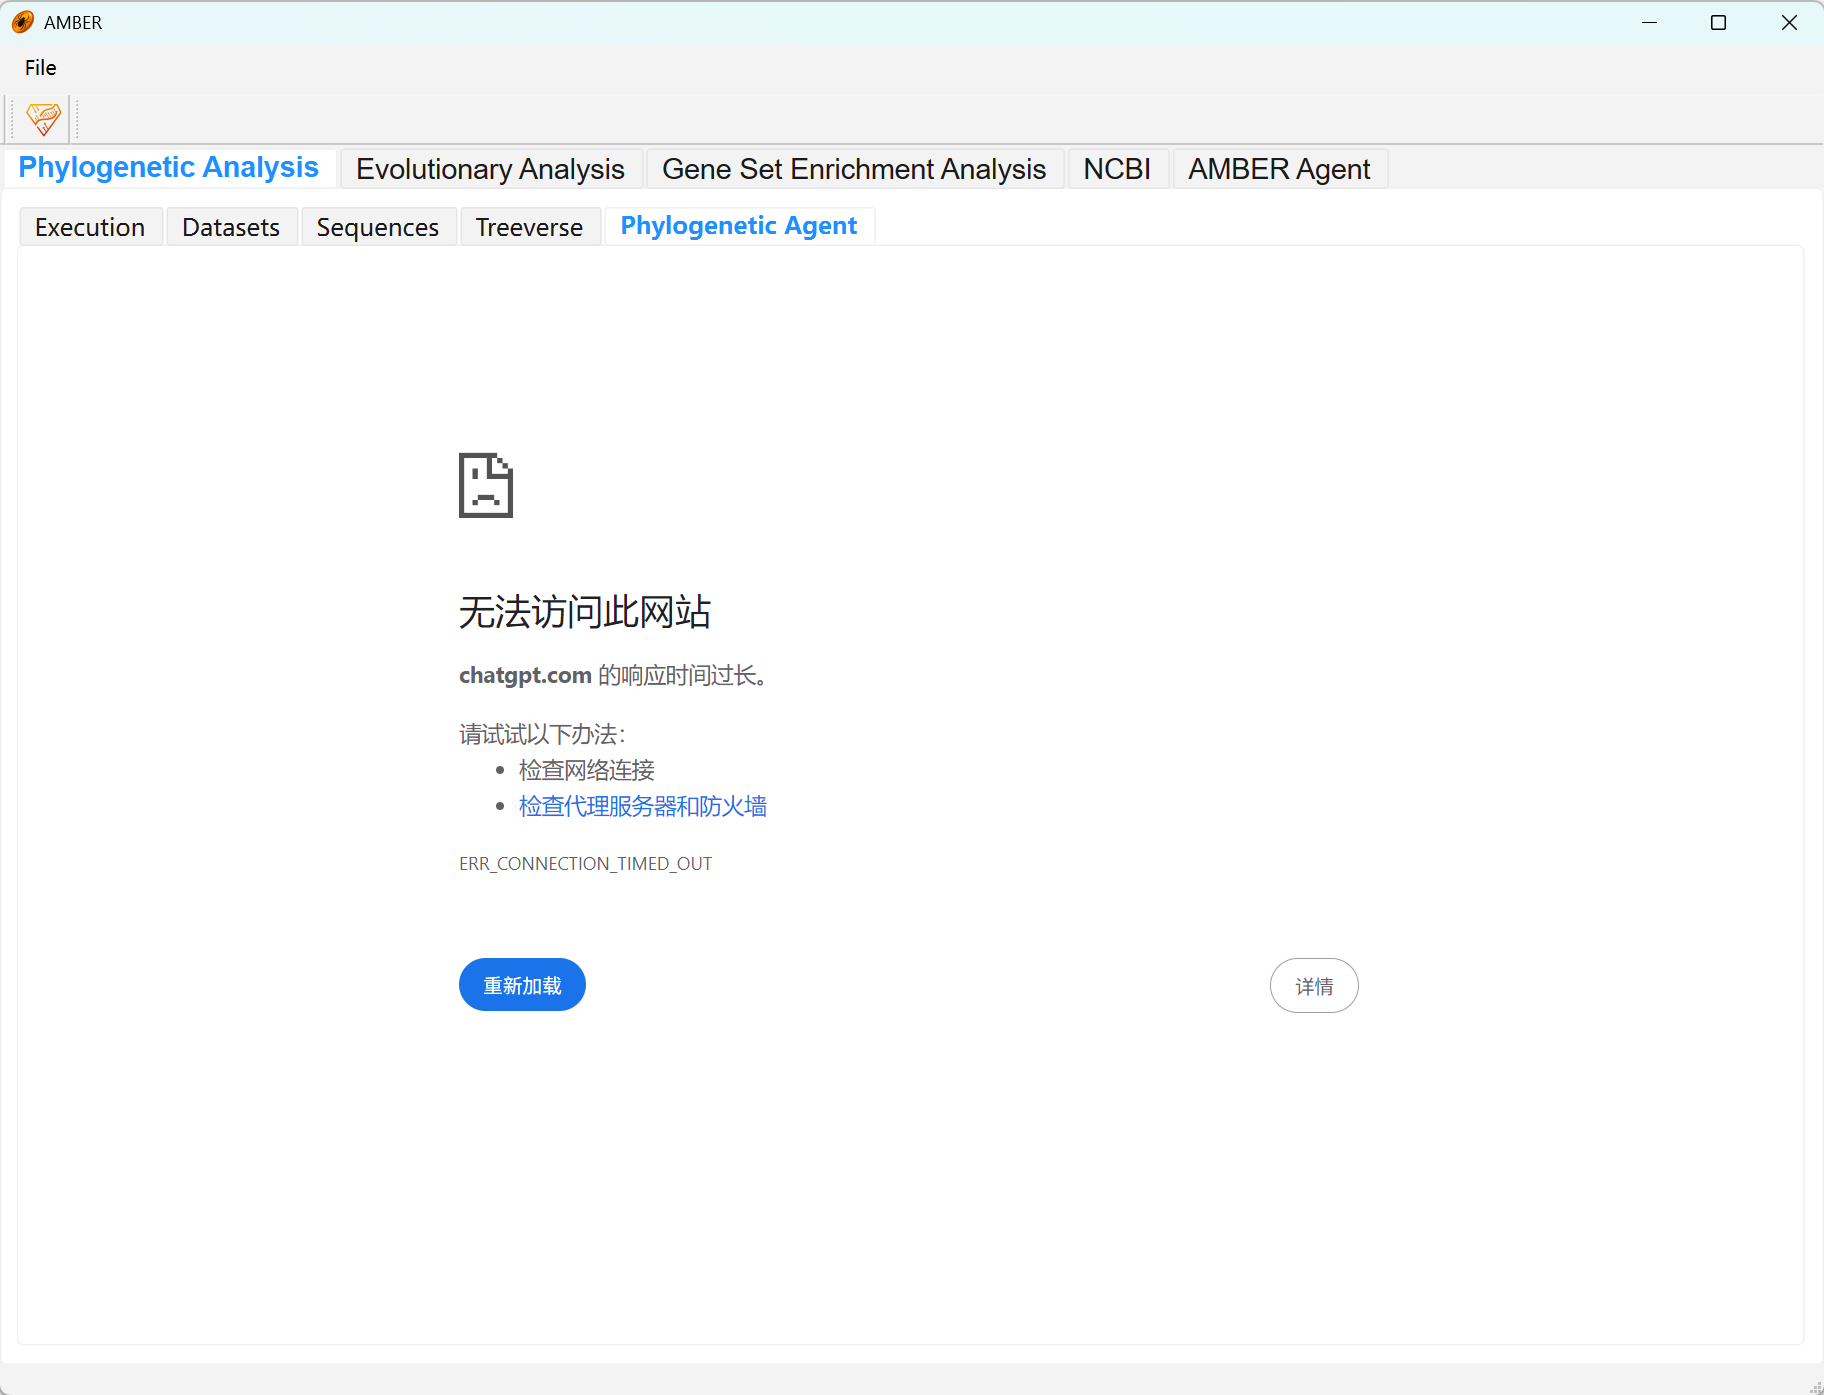 AMBER
File
Phylogenetic Analysis Evolutionary Analysis Gene Set Enrichment Analysis NCBI AMBER Agent
Execution Datasets Sequences Treeverse Phylogenetic Agent
无法访问此网站
chatgpt.com 的响应时间过长。
请试试以下办法：
检查网络连接
检查代理服务器和防火墙
ERR_CONNECTION_TIMED_OUT
重新加载 详情